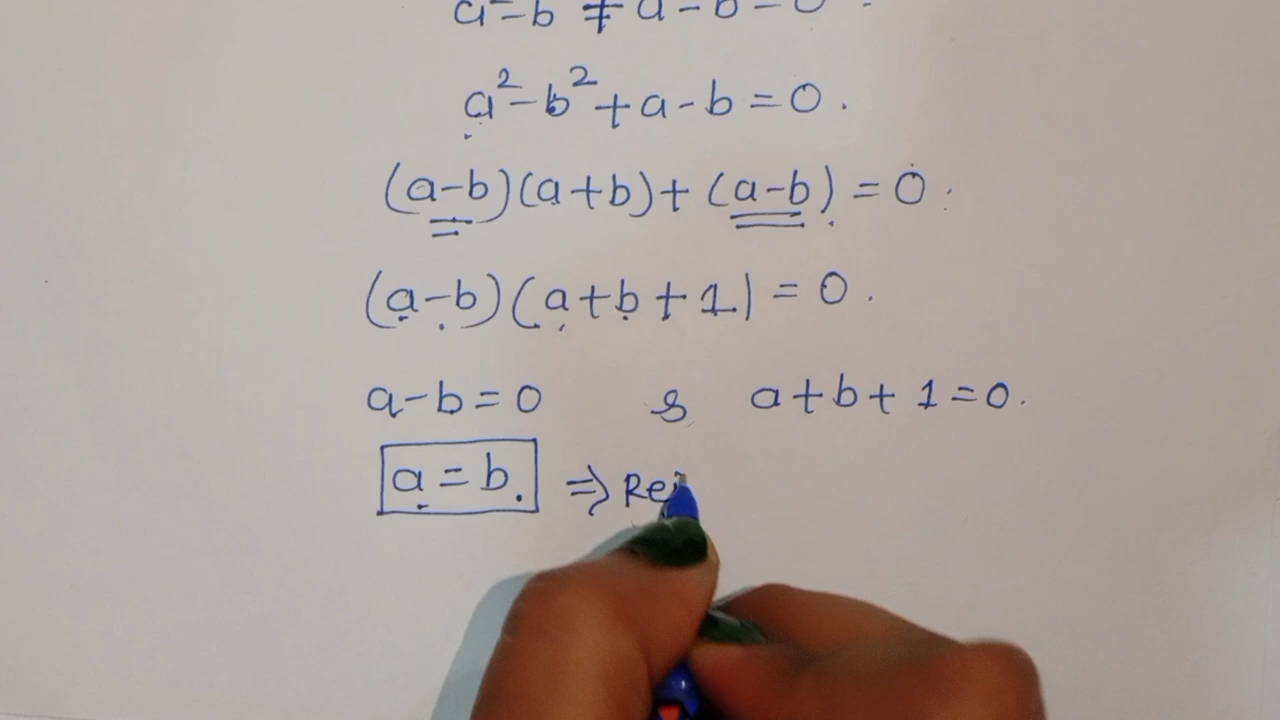 a²-b²+a-b=0.
(a-b)(a+b)+(a-b)=0.
(a-b)(a+b+1)=0.
a-b=0 & a+b+1=0.
a=b. ⇒